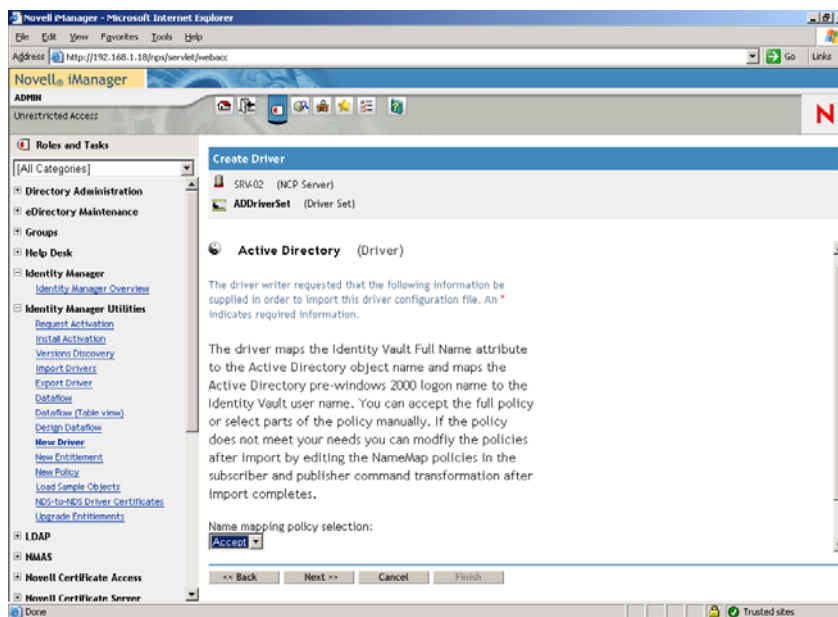 Novell iManager - Microsoft Internet Explorer
File Edit View Favorites Tools Help
Address http://192.168.1.18/nps/servlet/webacc Go Links
Novell® iManager
ADMIN
Unrestricted Access
N
Roles and Tasks
[All Categories]
Directory Administration
eDirectory Maintenance
Groups
Help Desk
Identity Manager
Identity Manager Overview
Identity Manager Utilities
Request Activation
Install Activation
Versions Discovery
Import Drivers
Export Driver
Dataflow
Dataflow (Table view)
Design Dataflow
New Driver
New Entitlement
New Policy
Load Sample Objects
NDS-to-NDS Driver Certificates
Upgrade Entitlements
LDAP
NMAS
Novell Certificate Access
Novell Certificate Server
Create Driver
SRV-02 (NCP Server)
ADDriverSet (Driver Set)
Active Directory (Driver)
The driver writer requested that the following information be
supplied in order to import this driver configuration file. An *
indicates required information.
The driver maps the Identity Vault Full Name attribute
to the Active Directory object name and maps the
Active Directory pre-windows 2000 logon name to the
Identity Vault user name. You can accept the full policy
or select parts of the policy manually. If the policy
does not meet your needs you can modfiy the policies
after import by editing the NameMap policies in the
subscriber and publisher command transformation after
import completes.
Name mapping policy selection:
Accept
<< Back Next >> Cancel Finish
Done Trusted sites